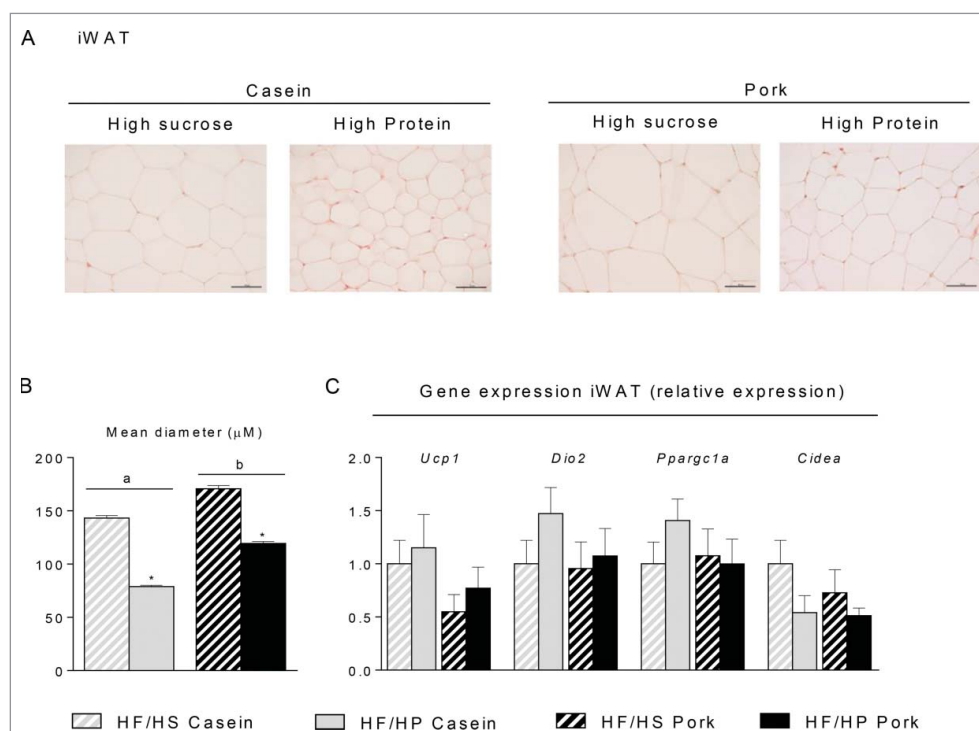 A iWAT
Casein
Pork
High sucrose High Protein High sucrose High Protein
B
C
Gene expression iWAT (relative expression)
Mean diameter (µM)
200
150
100
50
0
a
b
*
*
2.0
1.5
1.0
0.5
0.0
Ucp1 Dio2 Ppargc1a Cidea
HF/HS Casein HF/HP Casein HF/HS Pork HF/HP Pork